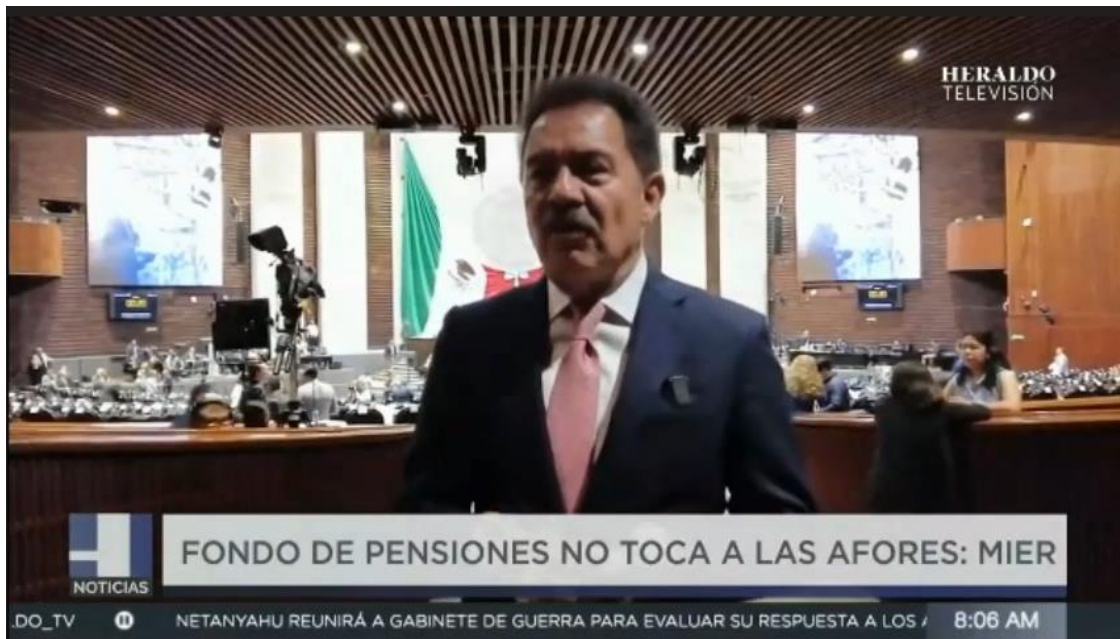 HERALDO
TELEVISIÓN
FONDO DE PENSIONES NO TOCA A LAS AFORES: MIER
NOTICIAS
.DO_TV
NETANYAHU REUNIRÁ A GABINETE DE GUERRA PARA EVALUAR SU RESPUESTA A LOS
8:06 AM